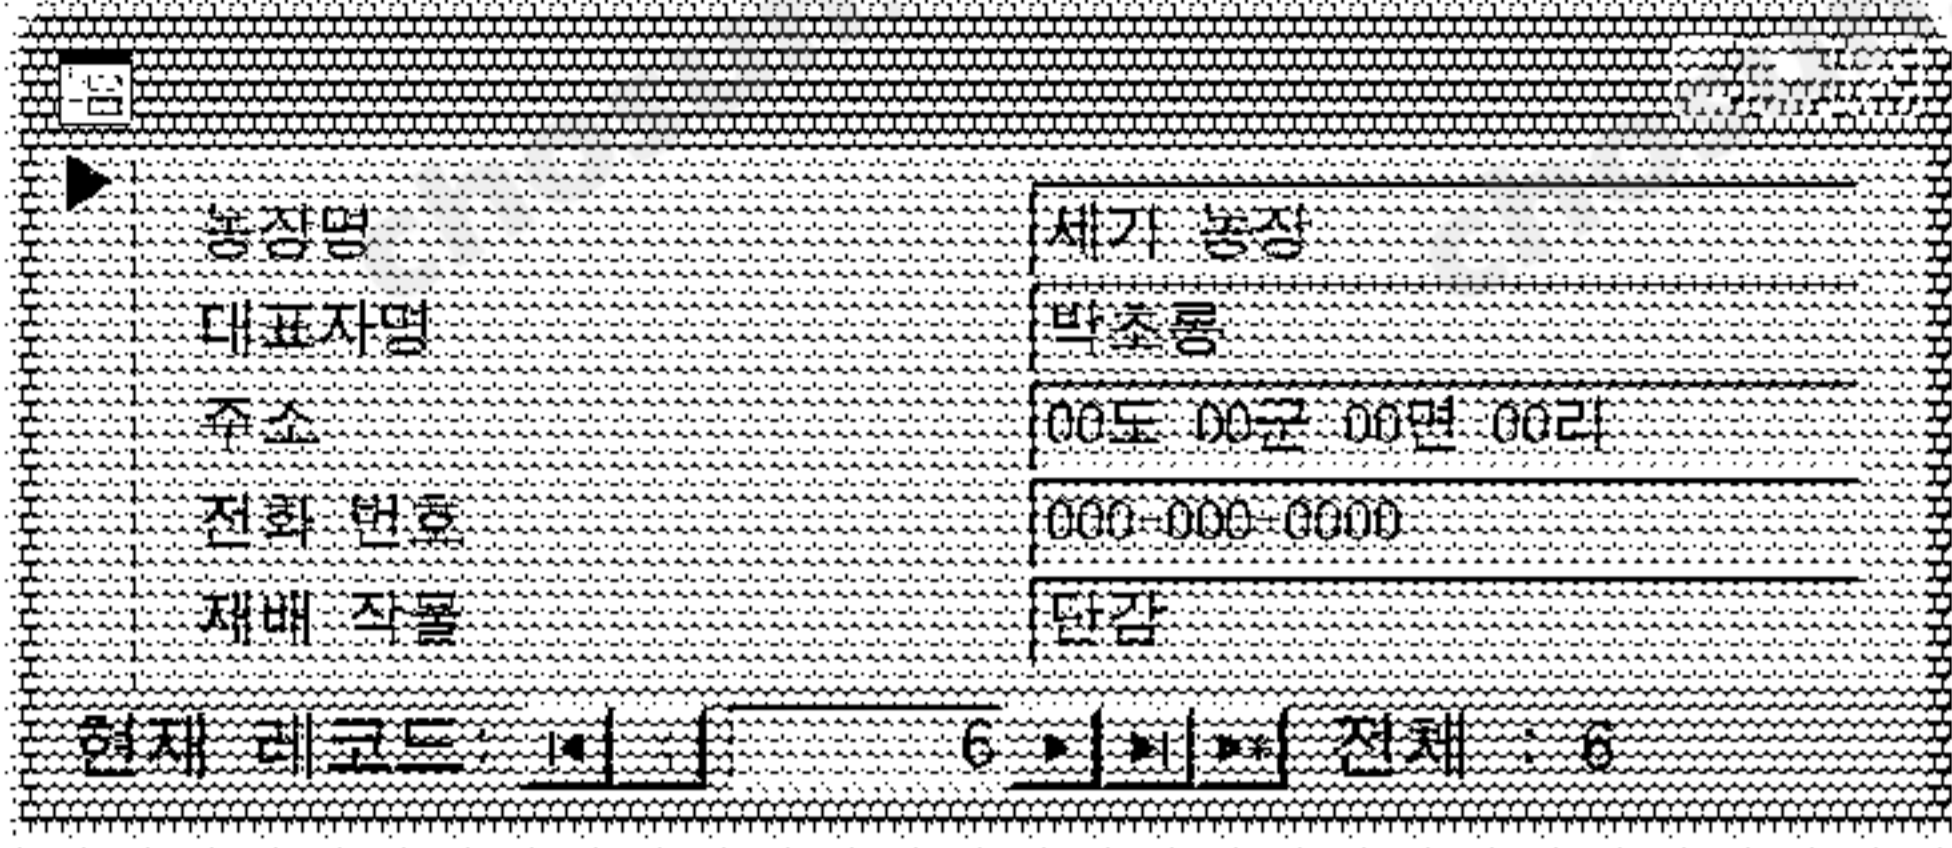 농장명 세기 농장
대표자명 박초롱
주소 00도 00군 00면 00리
전화 번호 000-000-0000
재배 작물 단감
현재 레코드: 6 전체 : 6